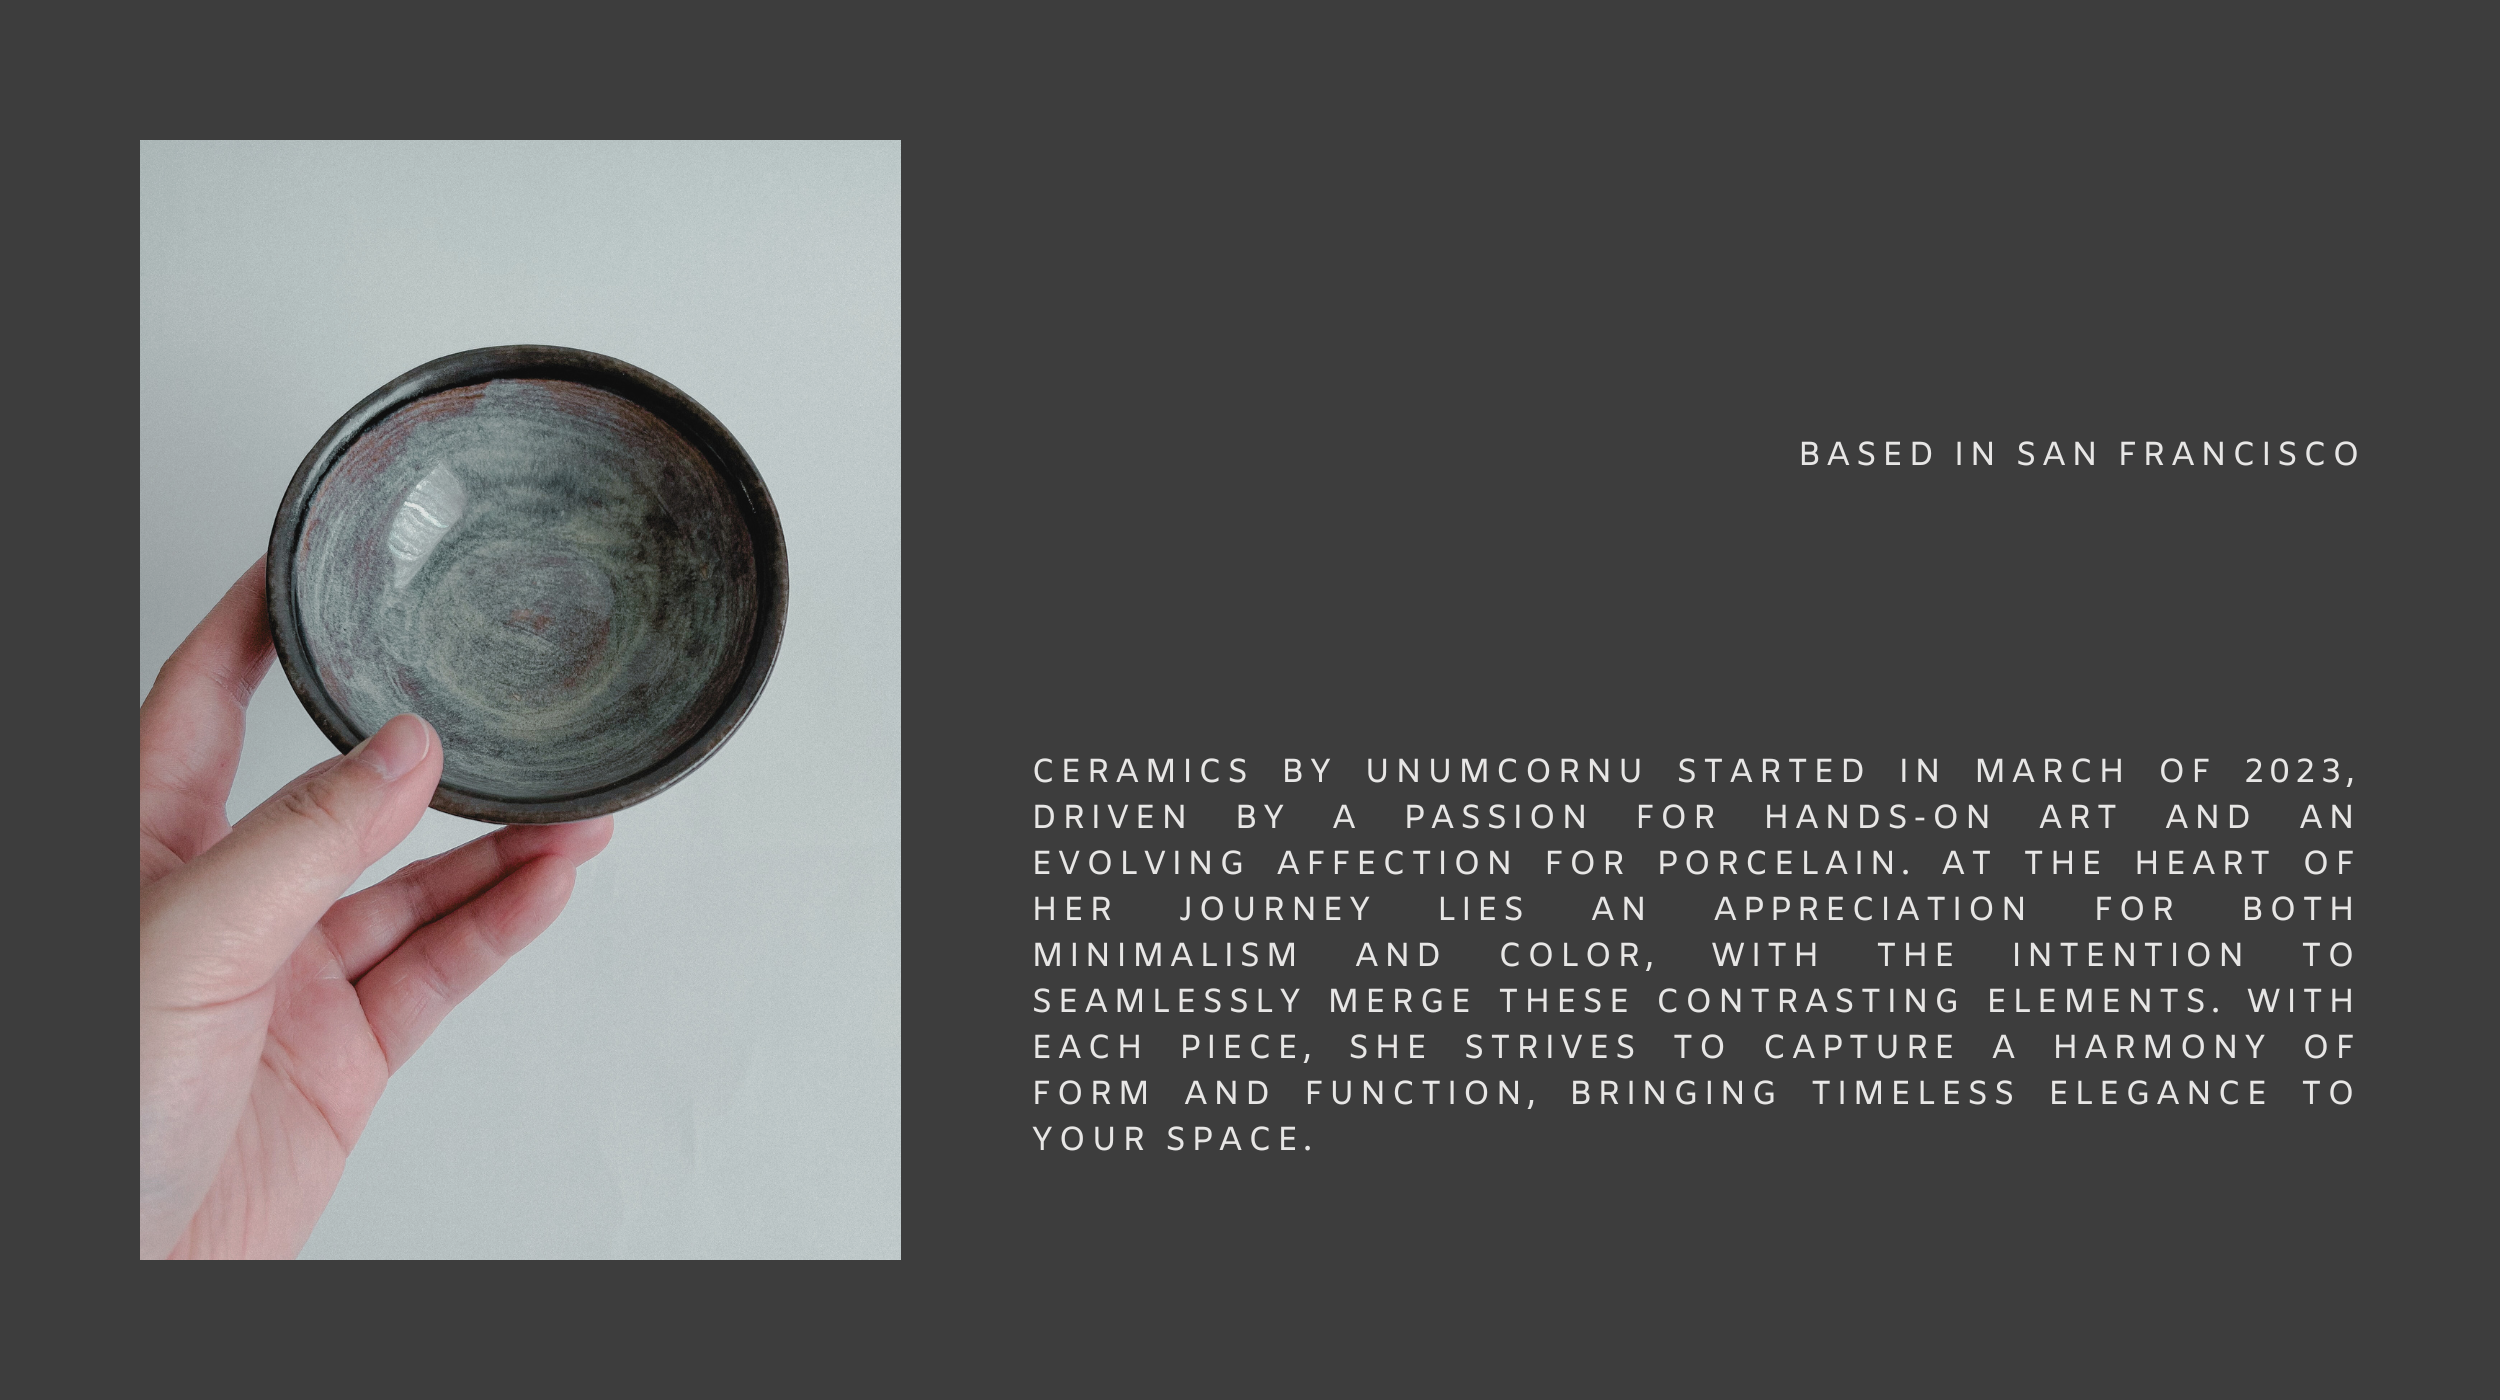 BASED IN SAN FRANCISCO
CERAMICS BY UNUMCORNU STARTED IN MARCH OF 2023,
DRIVEN BY A PASSION FOR HANDS-ON ART AND AN
EVOLVING AFFECTION FOR PORCELAIN. AT THE HEART OF
HER JOURNEY LIES AN APPRECIATION FOR BOTH
MINIMALISM AND COLOR, WITH THE INTENTION TO
SEAMLESSLY MERGE THESE CONTRASTING ELEMENTS. WITH
EACH PIECE, SHE STRIVES TO CAPTURE A HARMONY OF
FORM AND FUNCTION, BRINGING TIMELESS ELEGANCE TO
YOUR SPACE.